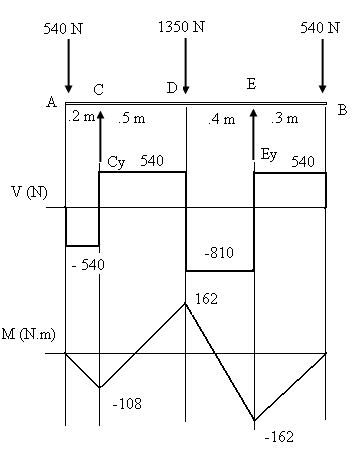 540 N 1350 N 540 N
C D E
A B
.2 m .5 m .4 m .3 m
Cy 540 Ey 540
V (N)
- 540 -810
162
M (N.m)
-108
-162